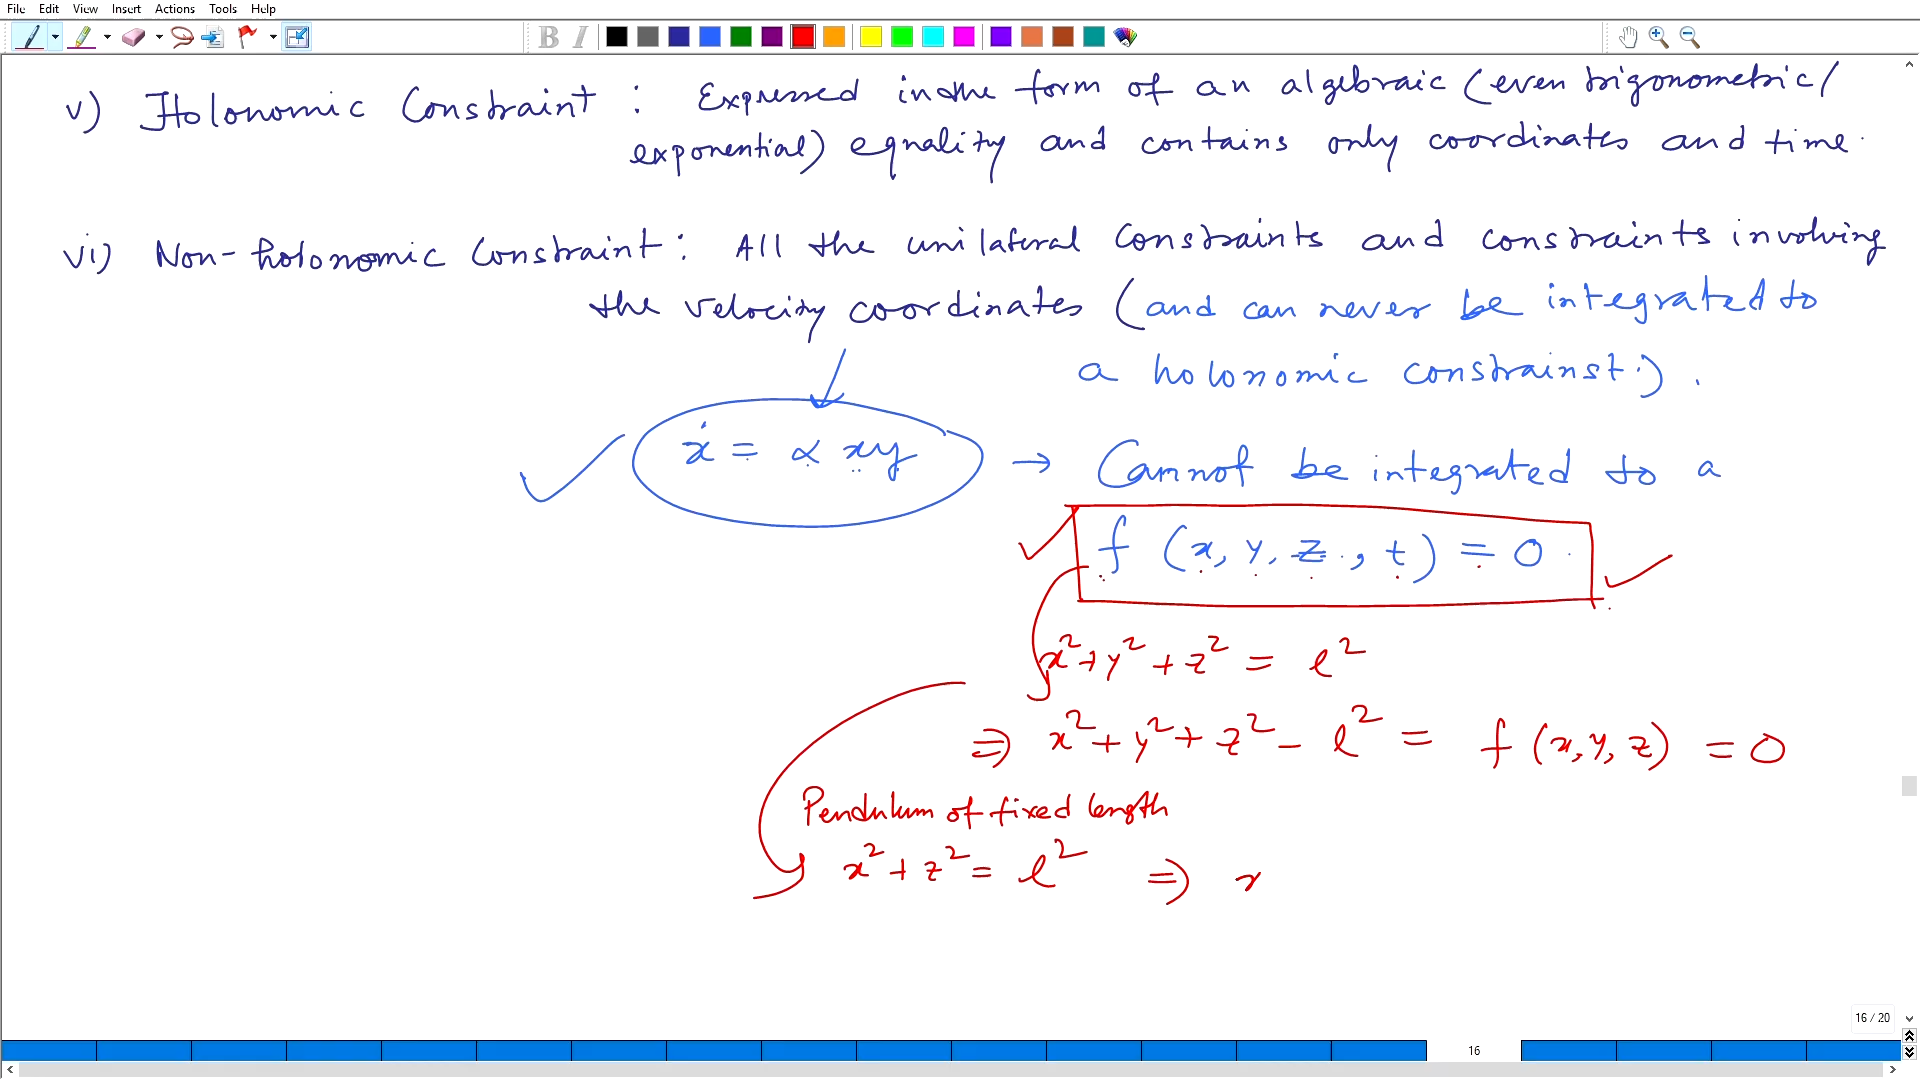 File Edit View Insert Actions Tools Help
B I
v) Holonomic Constraint : Expressed in the form of an algebraic (even trigonometric/
exponential) equality and contains only coordinates and time.
vi) Non-holonomic Constraint : All the unilateral constraints and constraints involving
the velocity coordinates (and can never be integrated to
a holonomic constrainst.) .
ẋ = α xy → Cannot be integrated to a
f (x, y, z, t) = 0
x² + y² + z² = l²
⇒ x² + y² + z² - l² = f (x, y, z) = 0
Pendulum of fixed length
x² + z² = l² ⇒ x
16 / 20
16